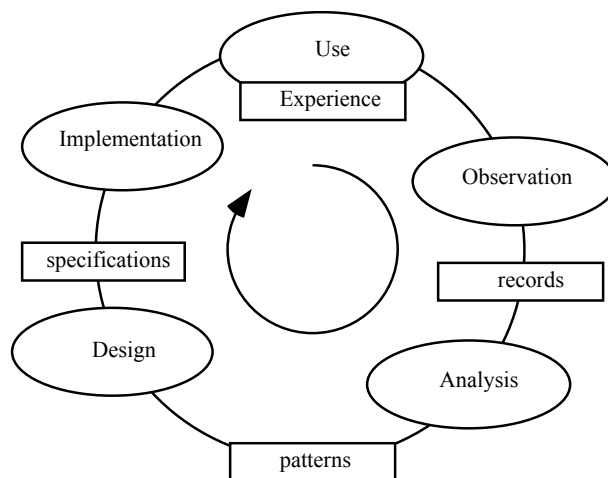 Use
Experience
Implementation
Observation
specifications
records
Design
Analysis
patterns